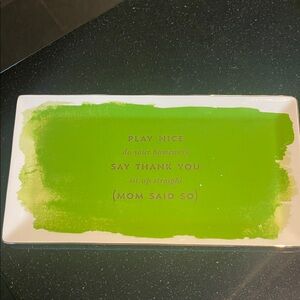 PLAY NICE
do your homework
SAY THANK YOU
sit up straight
(MOM SAID SO)